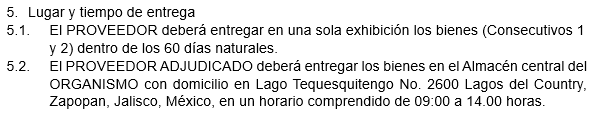 5. Lugar y tiempo de entrega
5.1. El PROVEEDOR deberá entregar en una sola exhibición los bienes (Consecutivos 1
y 2) dentro de los 60 días naturales.
5.2. El PROVEEDOR ADJUDICADO deberá entregar los bienes en el Almacén central del
ORGANISMO con domicilio en Lago Tequesquitengo No. 2600 Lagos del Country,
Zapopan, Jalisco, México, en un horario comprendido de 09:00 a 14.00 horas.